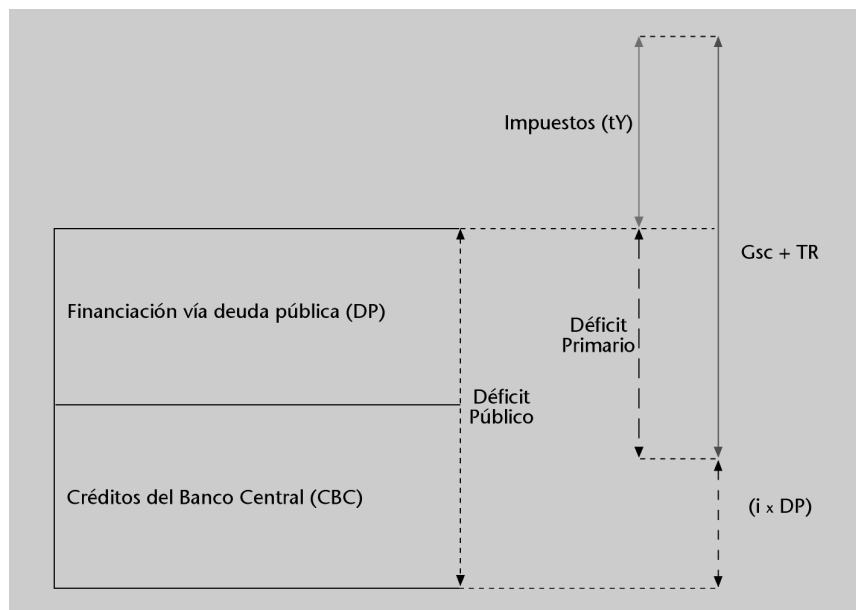 Impuestos (tY)
Gsc + TR
Financiación vía deuda pública (DP)
Déficit
Primario
Déficit
Público
Créditos del Banco Central (CBC)
(i x DP)